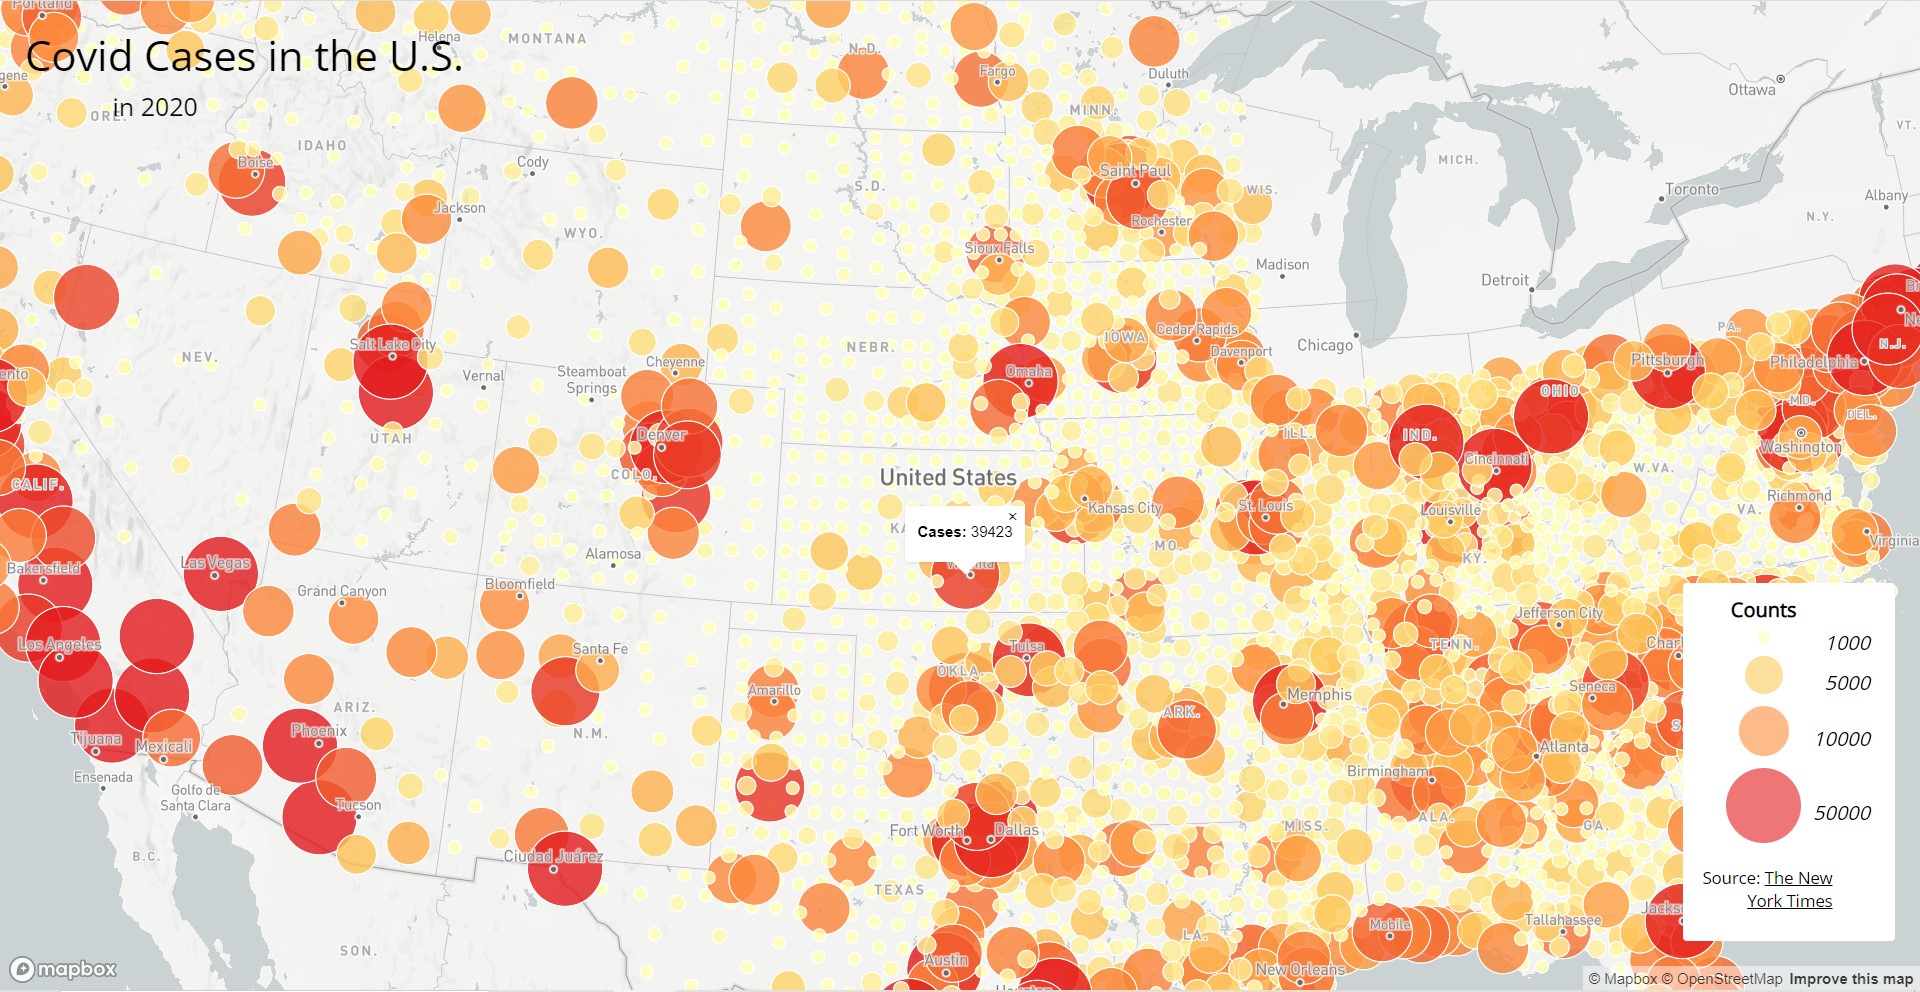 Portland
Covid Cases in the U.S.
in 2020
Helena
MONTANA
N.D.
Fargo
Duluth
MINN.
Ottawa
VT.
gene
ORE.
IDAHO
Boise
Cody
Jackson
WYO.
S.D.
Saint Paul
Rochester
WIS.
MICH.
Toronto
Albany
N.Y.
Sioux Falls
Madison
Detroit
Salt Lake City
NEV.
Cheyenne
Vernal
Steamboat
Springs
NEBR.
IOWA
Cedar Rapids
Davenport
Chicago
Omaha
PA.
Pittsburgh
Philadelphia
N.J.
ento
UTAH
Denver
COLO.
ILL.
IND.
OHIO
Cincinnati
MD.
DEL.
Washington
W.VA.
CALIF.
United States
Kansas City
St. Louis
Louisville
Richmond
VA.
Virginia
KA
×
Cases: 39423
MO.
KY.
Bakersfield
Las Vegas
Grand Canyon
Alamosa
Bloomfield
Jefferson City
Los Angeles
Santa Fe
Tulsa
OKLA.
TENN.
Charl
Amarillo
Memphis
Seneca
ARIZ.
ARK.
S.
Tijuana
Mexicali
Phoenix
N.M.
Atlanta
Birmingham
Ensenada
Golfo de
Santa Clara
Tucson
Fort Worth
Dallas
MISS.
ALA.
GA.
B.C.
Ciudad Juárez
TEXAS
SON.
Austin
LA.
Mobile
New Orleans
Tallahassee
Jacks
Houston
Counts
1000
5000
10000
50000
Source: The New
York Times
mapbox
© Mapbox © OpenStreetMap Improve this map